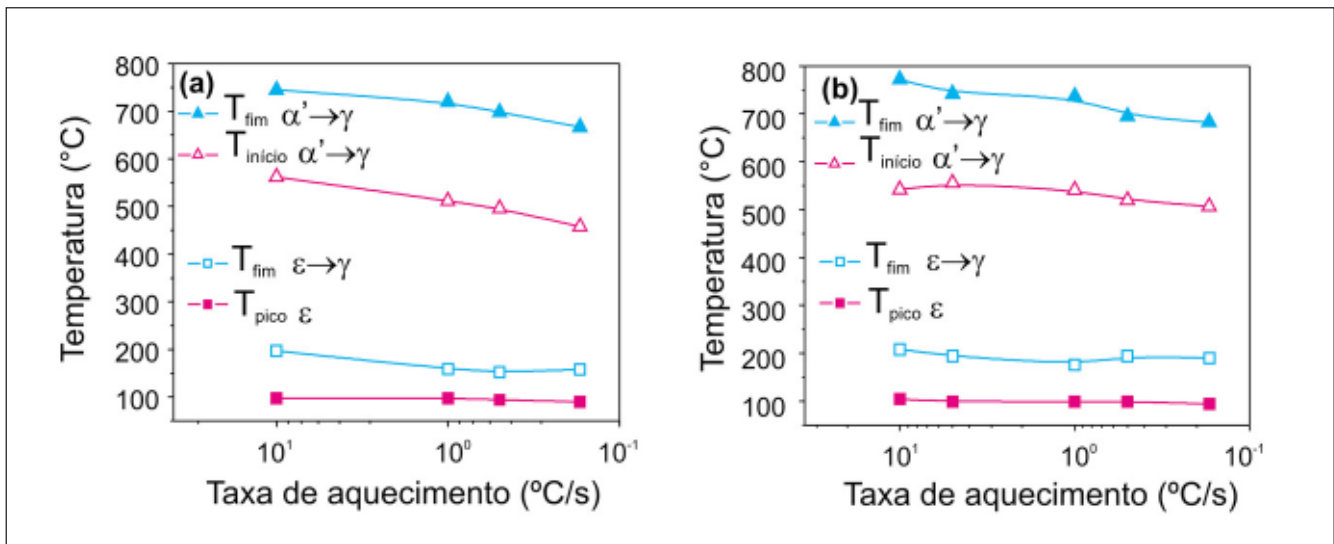 (a)
800
700
600
500
400
300
200
100
Temperatura (°C)
T fim α'→γ
T início α'→γ
T fim ε→γ
T pico ε
10¹ 10⁰ 10⁻¹
Taxa de aquecimento (ºC/s)
(b)
800
700
600
500
400
300
200
100
Temperatura (°C)
T fim α'→γ
T início α'→γ
T fim ε→γ
T pico ε
10¹ 10⁰ 10⁻¹
Taxa de aquecimento (ºC/s)